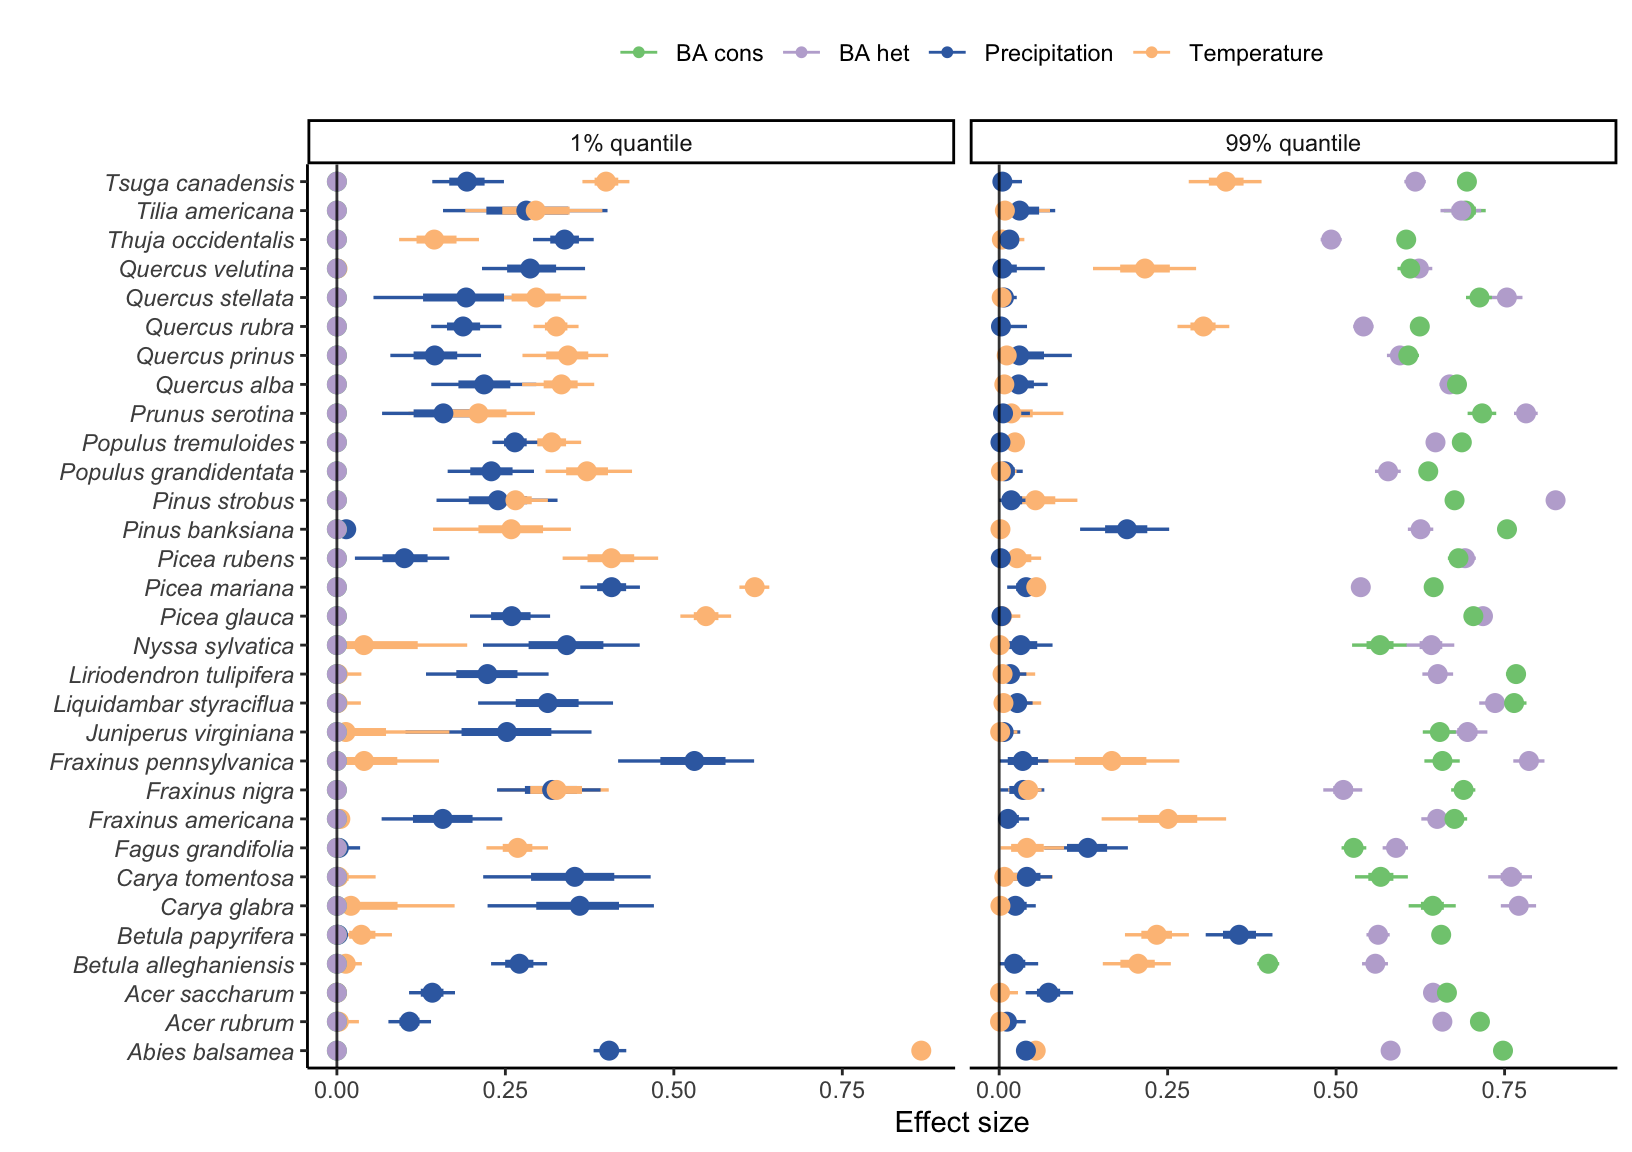 BA cons BA het Precipitation Temperature
1% quantile 99% quantile
Tsuga canadensis
Tilia americana
Thuja occidentalis
Quercus velutina
Quercus stellata
Quercus rubra
Quercus prinus
Quercus alba
Prunus serotina
Populus tremuloides
Populus grandidentata
Pinus strobus
Pinus banksiana
Picea rubens
Picea mariana
Picea glauca
Nyssa sylvatica
Liriodendron tulipifera
Liquidambar styraciflua
Juniperus virginiana
Fraxinus pennsylvanica
Fraxinus nigra
Fraxinus americana
Fagus grandifolia
Carya tomentosa
Carya glabra
Betula papyrifera
Betula alleghaniensis
Acer saccharum
Acer rubrum
Abies balsamea
0.00 0.25 0.50 0.75 0.00 0.25 0.50 0.75
Effect size